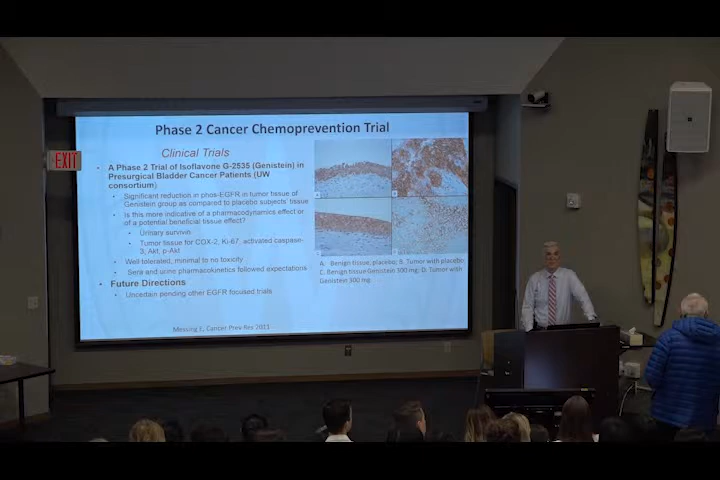 Phase 2 Cancer Chemoprevention Trial
Clinical Trials
• A Phase 2 Trial of Isoflavone G-2535 (Genistein) in
Presurgical Bladder Cancer Patients (UW
consortium)
• Significant reduction in phos-EGFR in tumor tissue of
Genistein group as compared to placebo subjects' tissue
• Is this more indicative of a pharmacodynamics effect or
of a potential beneficial tissue effect?
• Urinary survivin
• Tumor tissue for COX-2, Ki-67, activated caspase-
3, Akt, p-Akt
• Well tolerated, minimal to no toxicity
• Sera and urine pharmacokinetics followed expectations
• Future Directions
• Uncertain pending other EGFR focused trials
A. Benign tissue, placebo; B. Tumor with placebo
C. Benign tissue Genistein 300 mg; D. Tumor with
Genistein 300 mg
Messing E, Cancer Prev Res 2013
EXIT